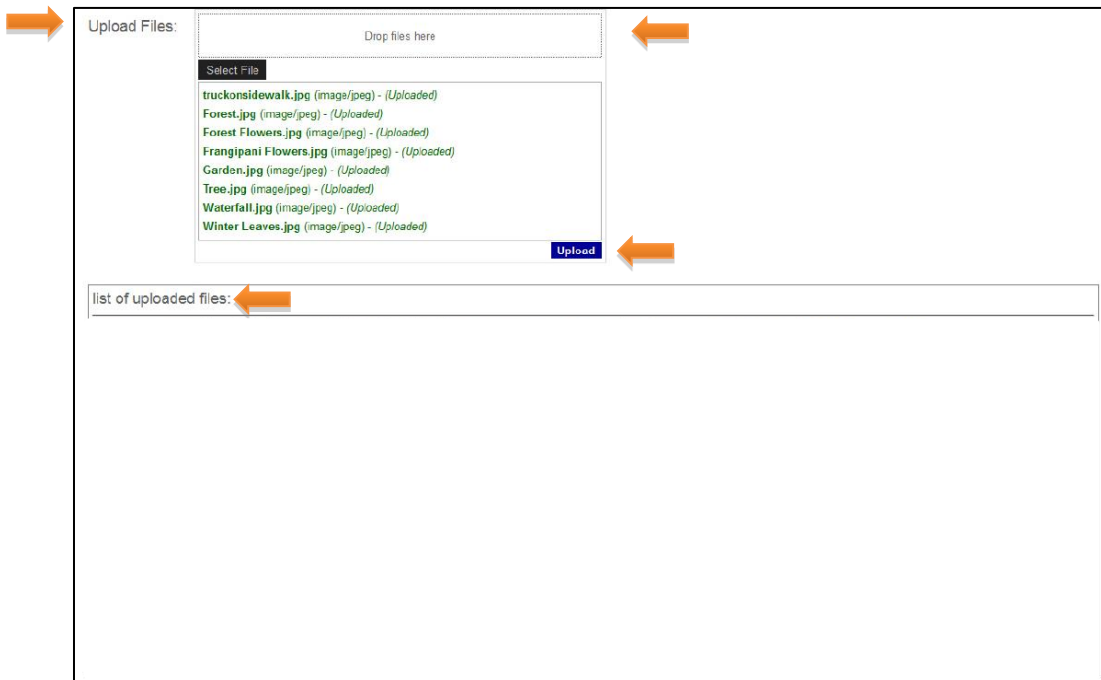 Upload Files:
Drop files here
Select File
truckonsidewalk.jpg (image/jpeg) - (Uploaded)
Forest.jpg (image/jpeg) - (Uploaded)
Forest Flowers.jpg (image/jpeg) - (Uploaded)
Frangipani Flowers.jpg (image/jpeg) - (Uploaded)
Garden.jpg (image/jpeg) - (Uploaded)
Tree.jpg (image/jpeg) - (Uploaded)
Waterfall.jpg (image/jpeg) - (Uploaded)
Winter Leaves.jpg (image/jpeg) - (Uploaded)
Upload
list of uploaded files: